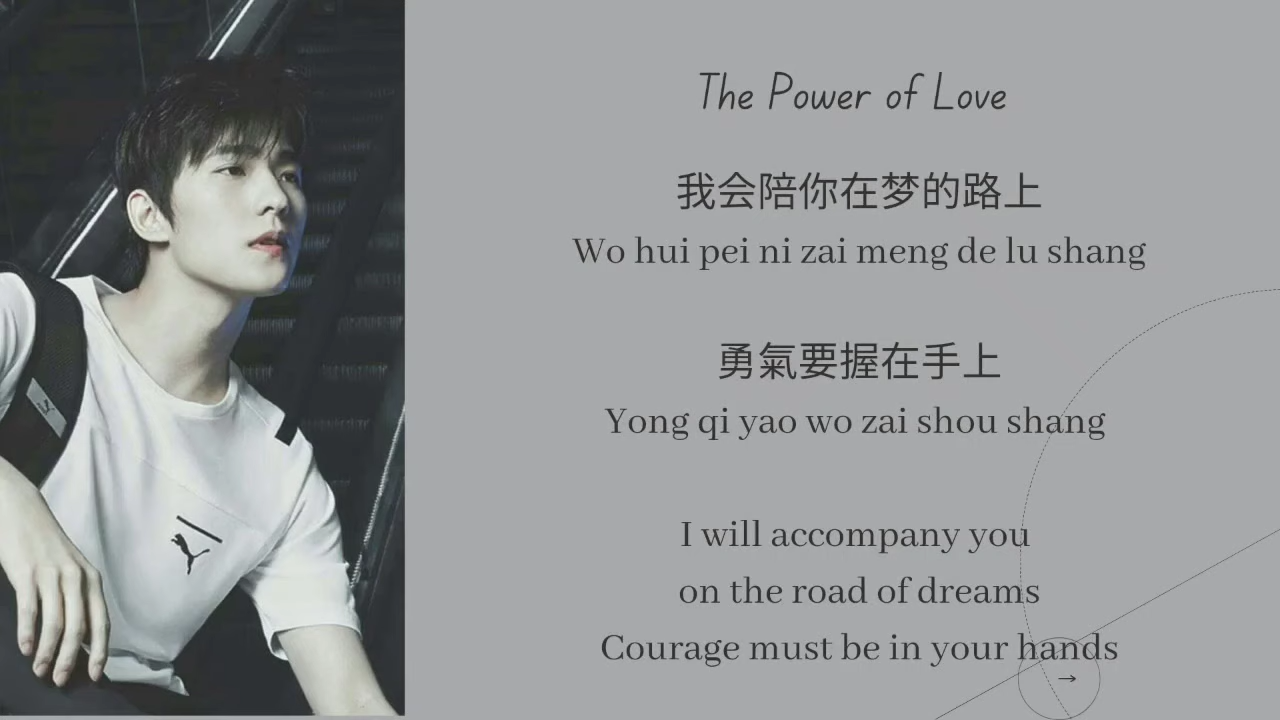 The Power of Love
我会陪你在梦的路上
Wo hui pei ni zai meng de lu shang
勇氣要握在手上
Yong qi yao wo zai shou shang
I will accompany you
on the road of dreams
Courage must be in your hands
→